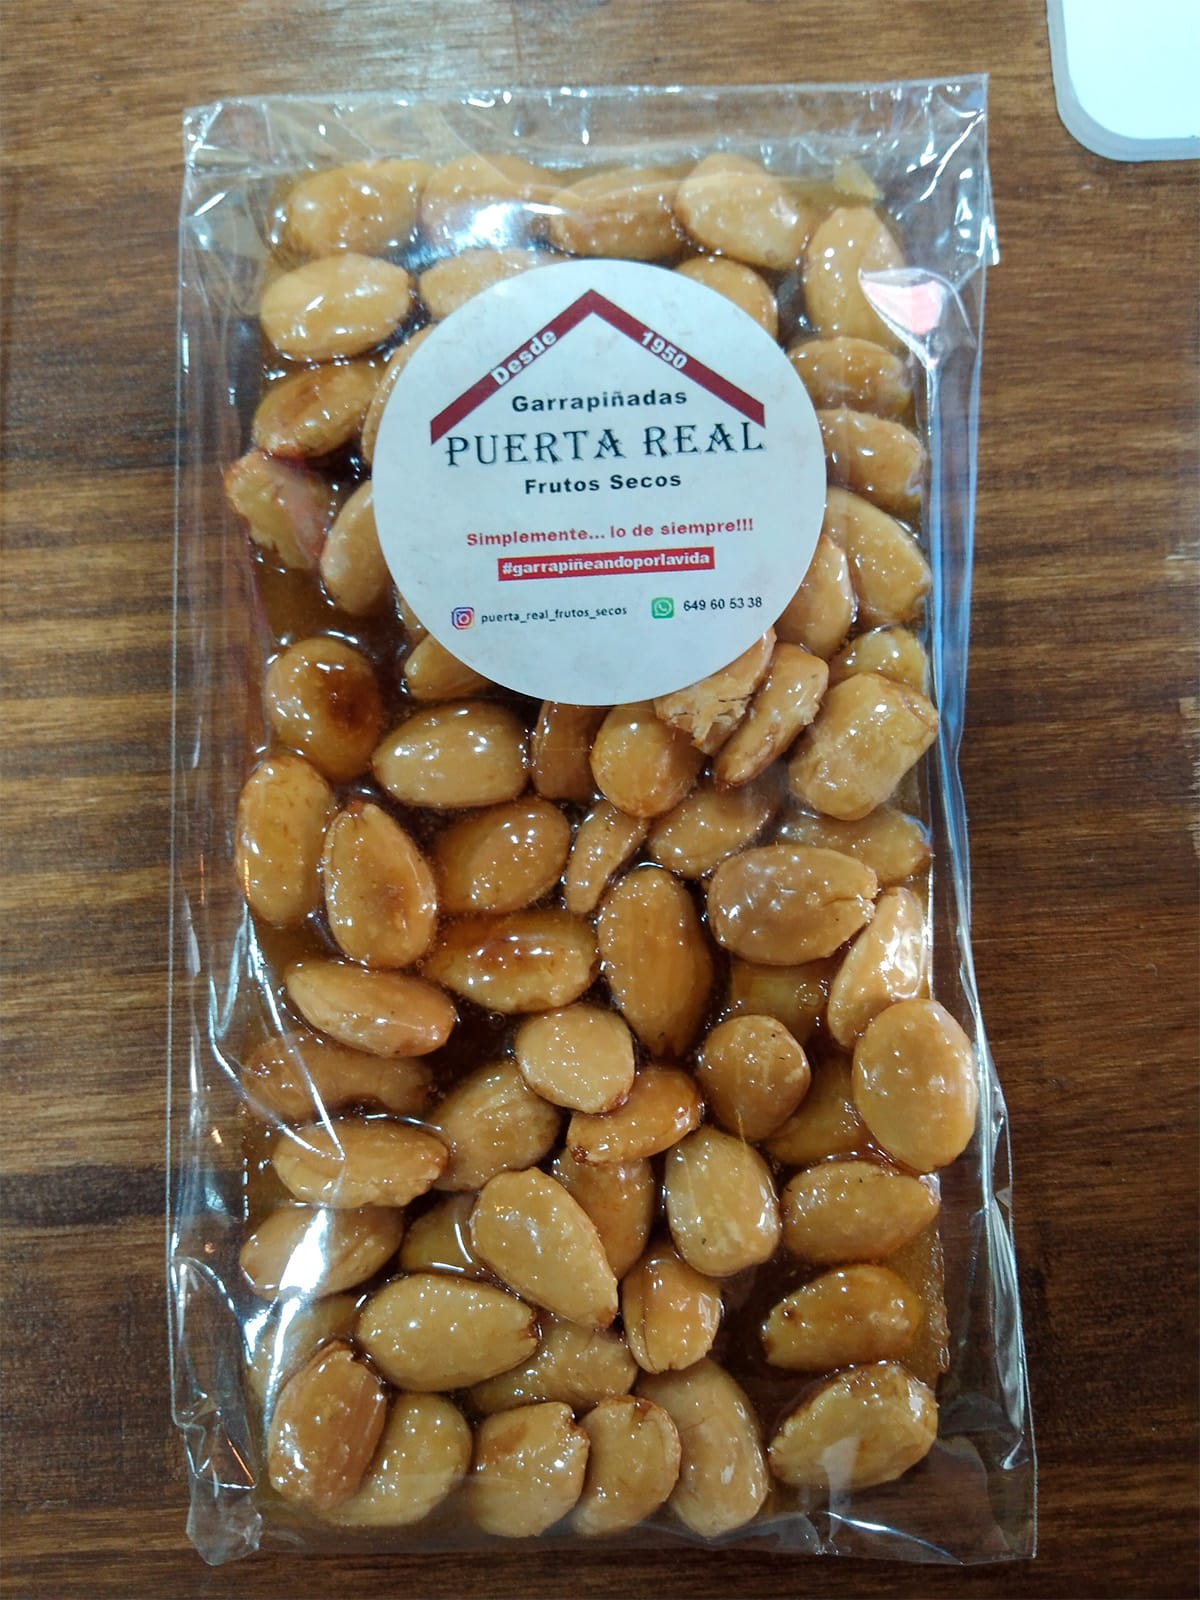 Desde 1950
Garrapiñadas
PUERTA REAL
Frutos Secos
Simplemente... lo de siempre!!!
#garrapiñeandoporlavida
puerta_real_frutos_secos 649 60 53 38